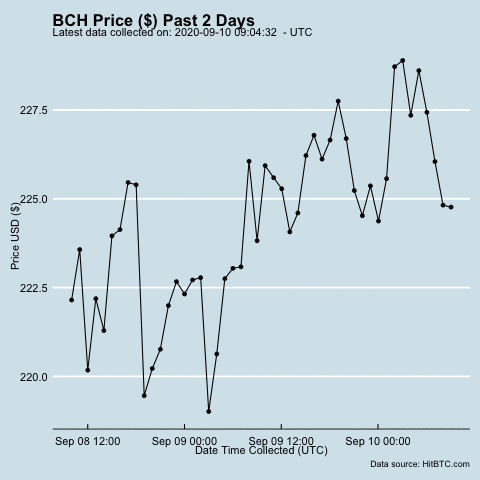 BCH Price ($) Past 2 Days
Latest data collected on: 2020-09-10 09:04:32 - UTC
227.5
225.0
222.5
220.0
Price USD ($)
Sep 08 12:00 Sep 09 00:00 Sep 09 12:00 Sep 10 00:00
Date Time Collected (UTC)
Data source: HitBTC.com